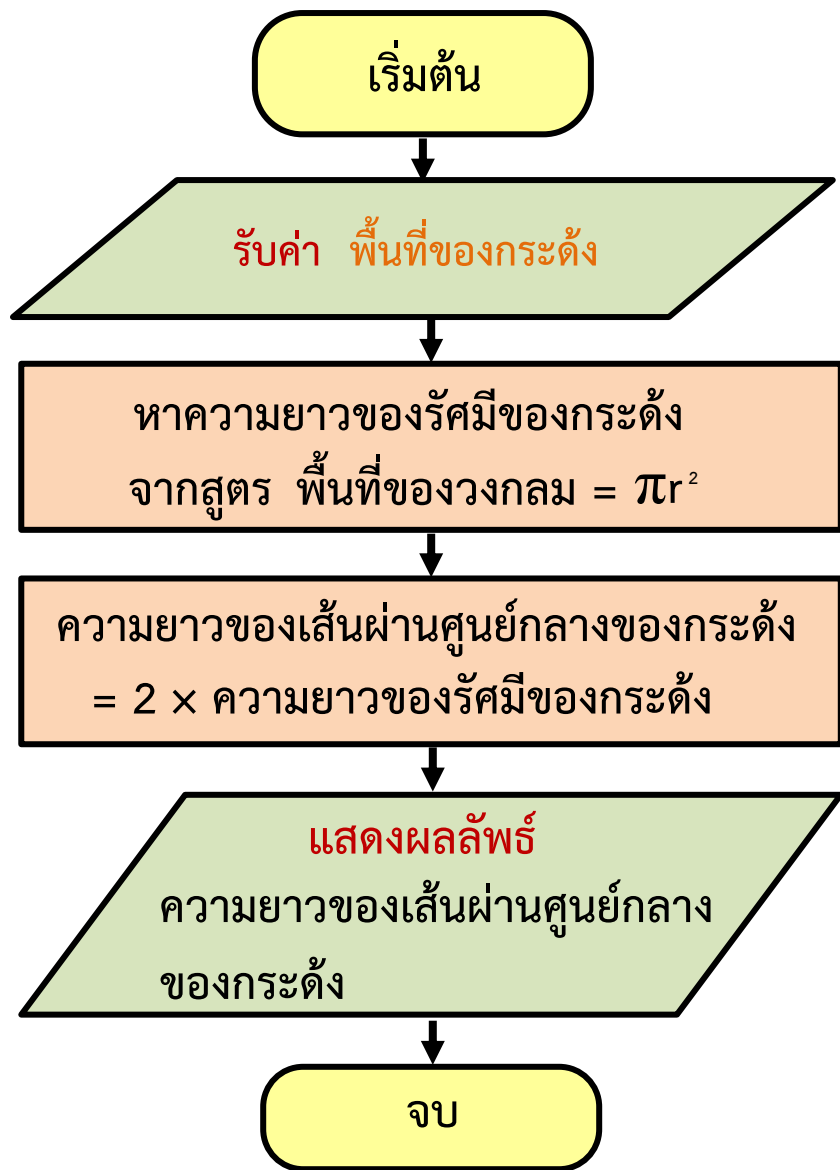 เริ่มต้น
รับค่า พื้นที่ของกระด้ง
หาความยาวของรัศมีของกระด้ง
จากสูตร พื้นที่ของวงกลม = πr²
ความยาวของเส้นผ่านศูนย์กลางของกระด้ง
= 2 × ความยาวของรัศมีของกระด้ง
แสดงผลลัพธ์
ความยาวของเส้นผ่านศูนย์กลาง
ของกระด้ง
จบ